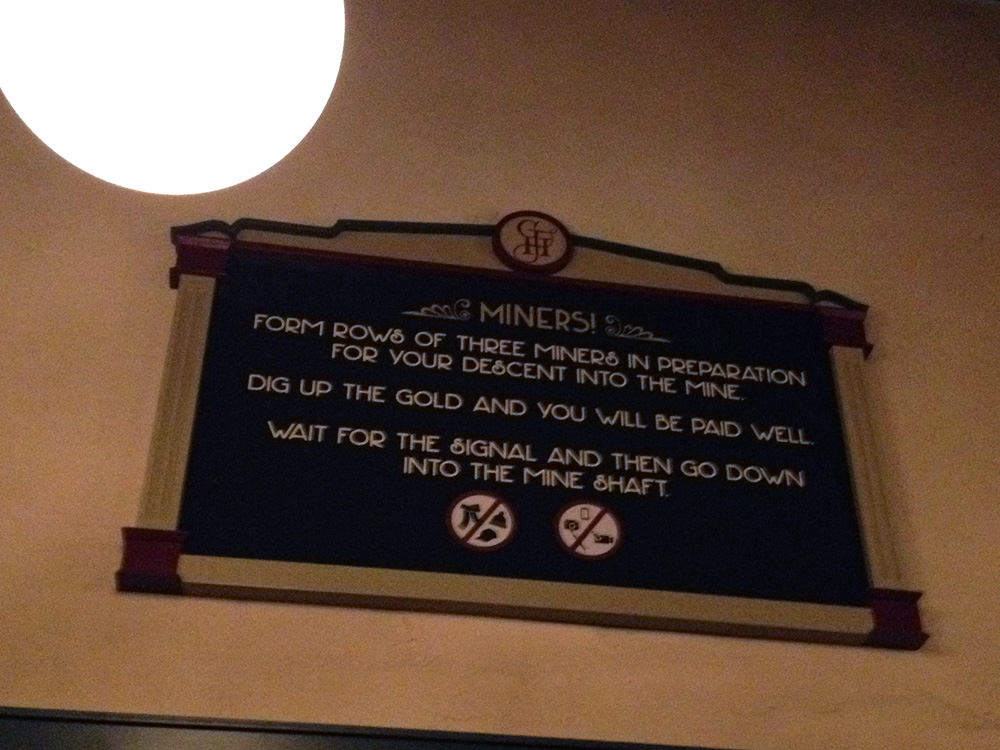 GFH
MINERS!
FORM ROWS OF THREE MINERS IN PREPARATION
FOR YOUR DESCENT INTO THE MINE.
DIG UP THE GOLD AND YOU WILL BE PAID WELL.
WAIT FOR THE SIGNAL AND THEN GO DOWN
INTO THE MINE SHAFT.